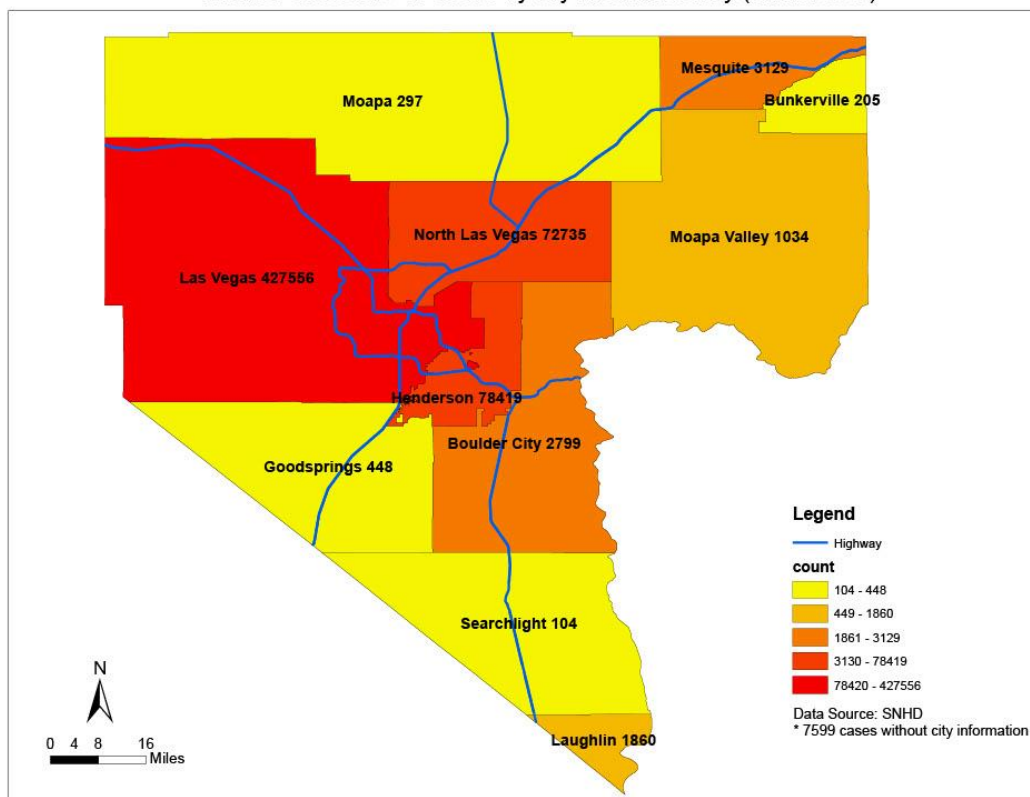 Moapa 297
Mesquite 3129
Bunkerville 205
North Las Vegas 72735
Moapa Valley 1034
Las Vegas 427556
Henderson 78419
Boulder City 2799
Goodsprings 448
Searchlight 104
Laughlin 1860
Legend
Highway
count
104 - 448
449 - 1860
1861 - 3129
3130 - 78419
78420 - 427556
Data Source: SNHD
* 7599 cases without city information
N
0 4 8 16
Miles